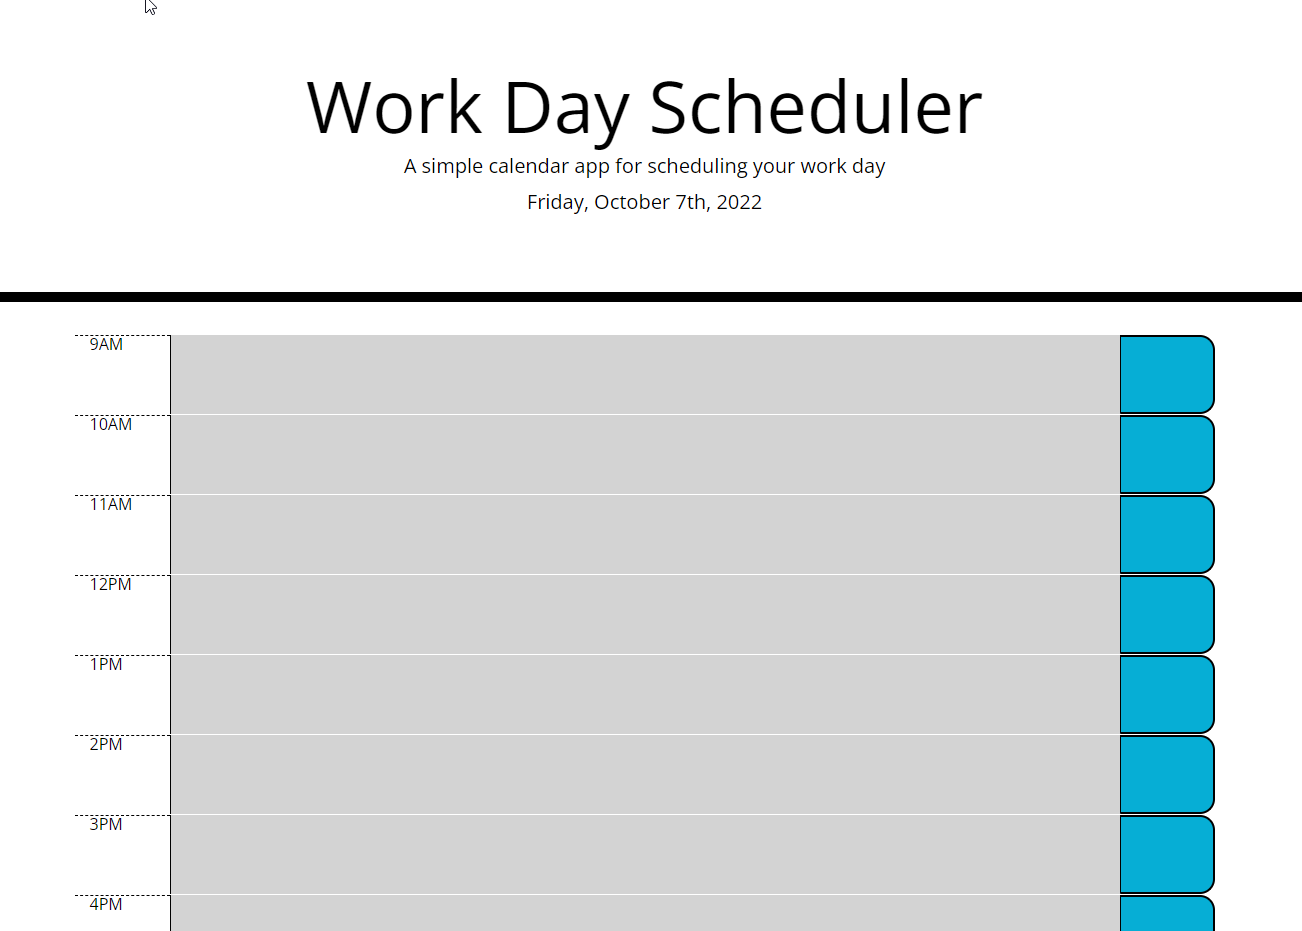 Work Day Scheduler
A simple calendar app for scheduling your work day
Friday, October 7th, 2022
9AM
10AM
11AM
12PM
1PM
2PM
3PM
4PM